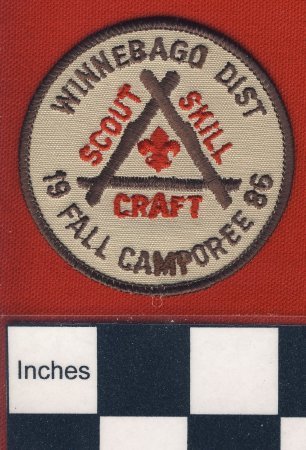 WINNEBAGO DIST
SCOUT
SKILL
CRAFT
19 FALL CAMPOREE 86
Inches